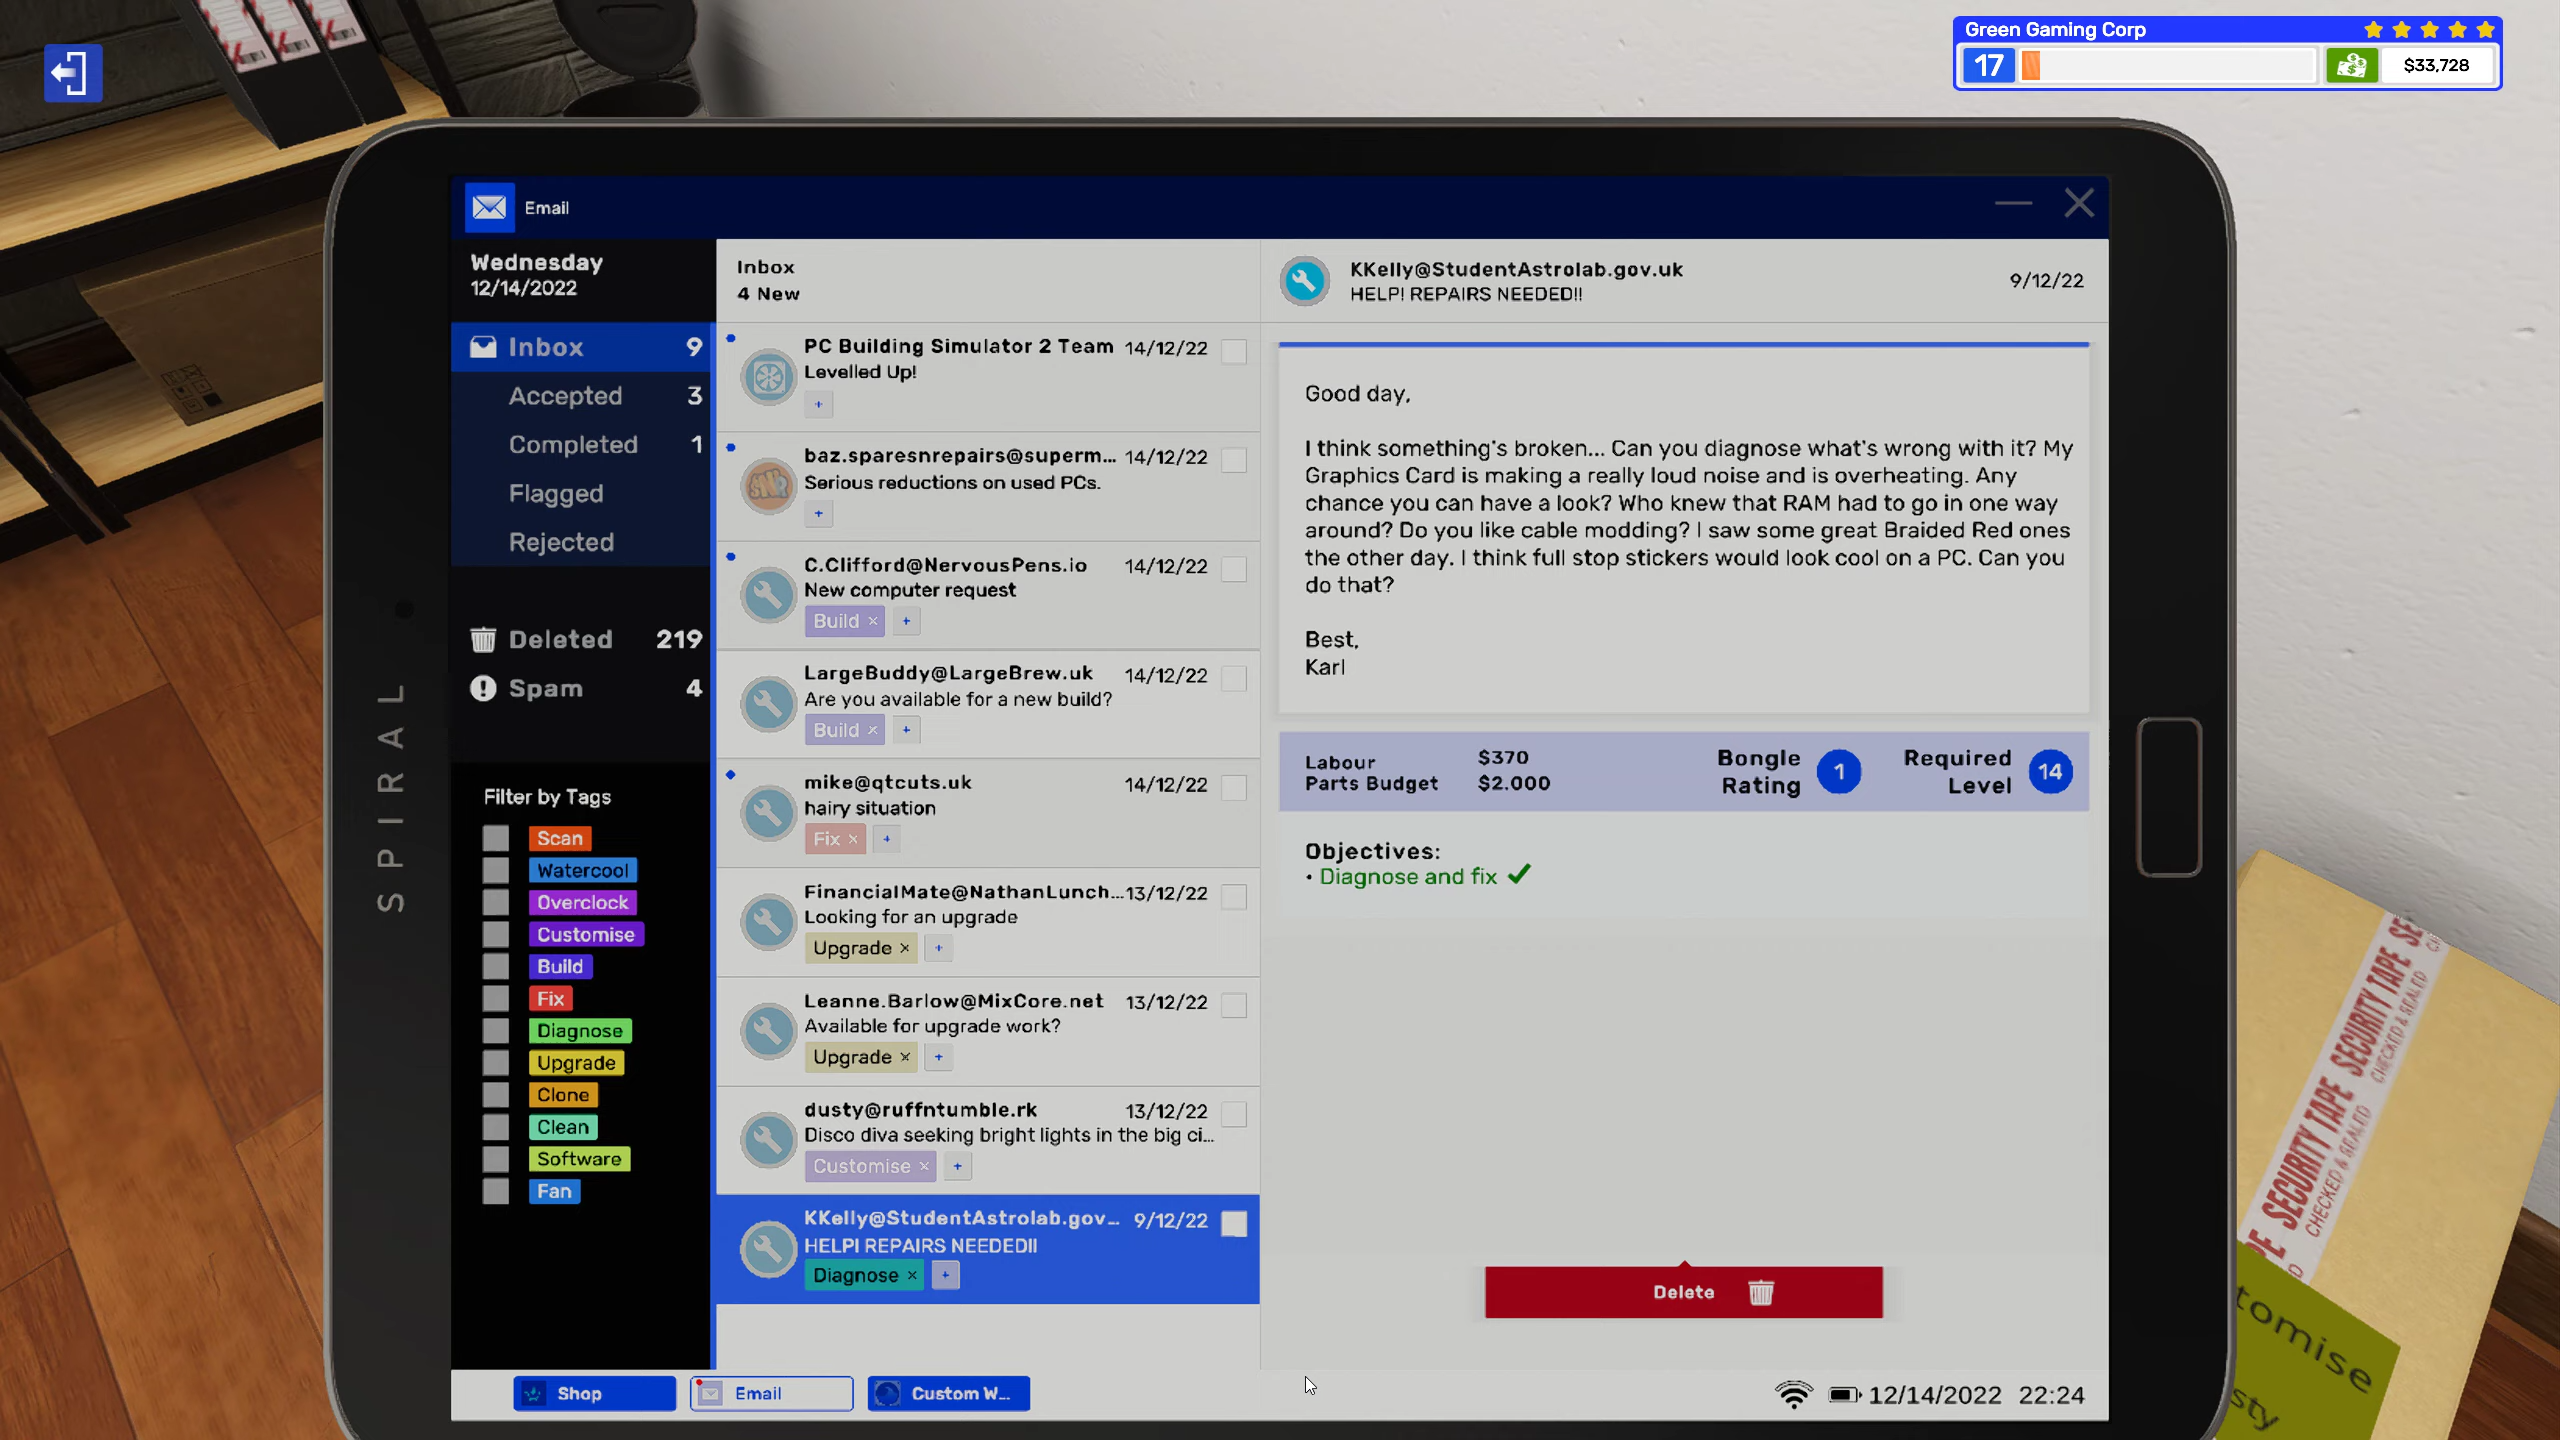 Green Gaming Corp
17
$33,728
Email
Wednesday
12/14/2022
Inbox 9
Accepted 3
Completed 1
Flagged
Rejected
Deleted 219
Spam 4
Filter by Tags
Scan
Watercool
Overclock
Customise
Build
Fix
Diagnose
Upgrade
Clone
Clean
Software
Fan
Inbox
4 New
PC Building Simulator 2 Team 14/12/22
Levelled Up!
+
baz.sparesnrepairs@superm... 14/12/22
Serious reductions on used PCs.
+
SNR
C.Clifford@NervousPens.io 14/12/22
New computer request
Build × +
LargeBuddy@LargeBrew.uk 14/12/22
Are you available for a new build?
Build × +
mike@qtcuts.uk 14/12/22
hairy situation
Fix × +
FinancialMate@NathanLunch... 13/12/22
Looking for an upgrade
Upgrade × +
Leanne.Barlow@MixCore.net 13/12/22
Available for upgrade work?
Upgrade × +
dusty@ruffntumble.rk 13/12/22
Disco diva seeking bright lights in the big ci...
Customise × +
KKelly@StudentAstrolab.gov... 9/12/22
HELP! REPAIRS NEEDED!!
Diagnose × +
KKelly@StudentAstrolab.gov.uk
HELP! REPAIRS NEEDED!!
9/12/22
Good day,
I think something's broken... Can you diagnose what's wrong with it? My
Graphics Card is making a really loud noise and is overheating. Any
chance you can have a look? Who knew that RAM had to go in one way
around? Do you like cable modding? I saw some great Braided Red ones
the other day. I think full stop stickers would look cool on a PC. Can you
do that?
Best,
Karl
Labour $370
Parts Budget $2.000
Bongle
Rating
1
Required
Level
14
Objectives:
• Diagnose and fix ✓
Delete
Shop
Email
Custom W...
12/14/2022 22:24
SPIRAL
SECURITY TAPE SECURITY TAPE SE
CHECKED & SEALED
CHECKED & SEALED
tomise
sty